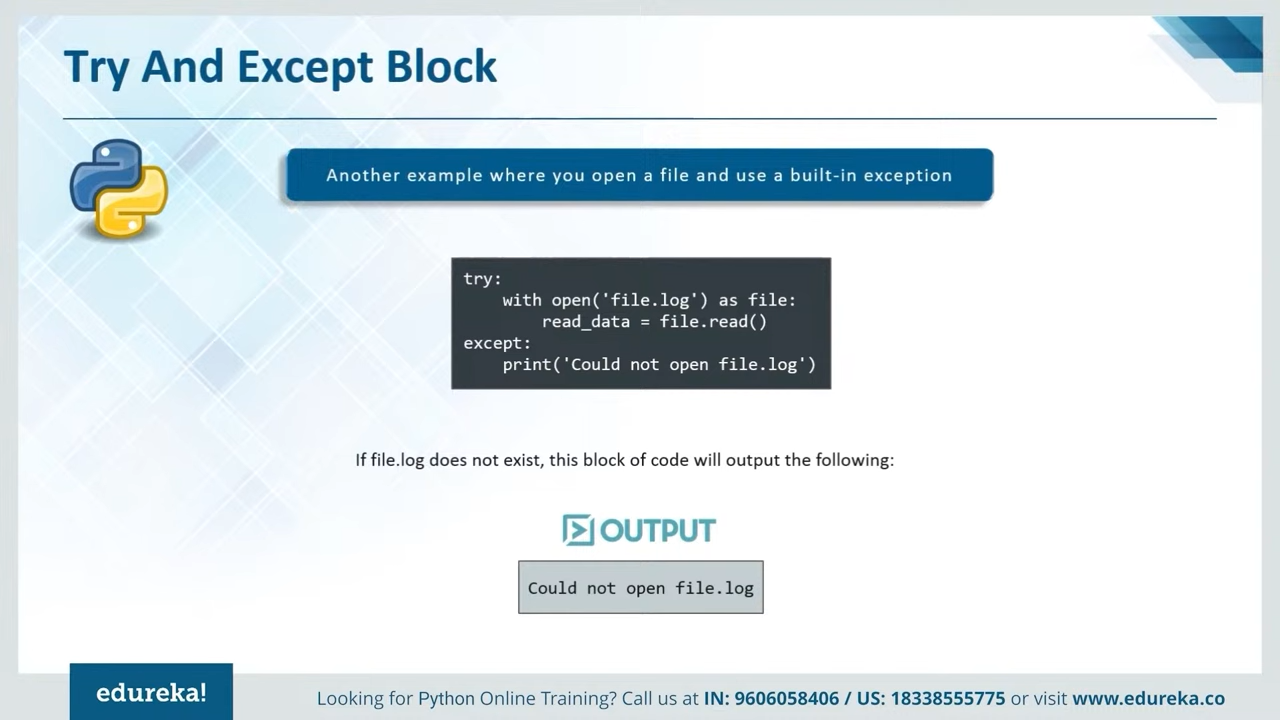 Try And Except Block
Another example where you open a file and use a built-in exception
try:
    with open('file.log') as file:
        read_data = file.read()
except:
    print('Could not open file.log')
If file.log does not exist, this block of code will output the following:
OUTPUT
Could not open file.log
edureka!
Looking for Python Online Training? Call us at IN: 9606058406 / US: 18338555775 or visit www.edureka.co